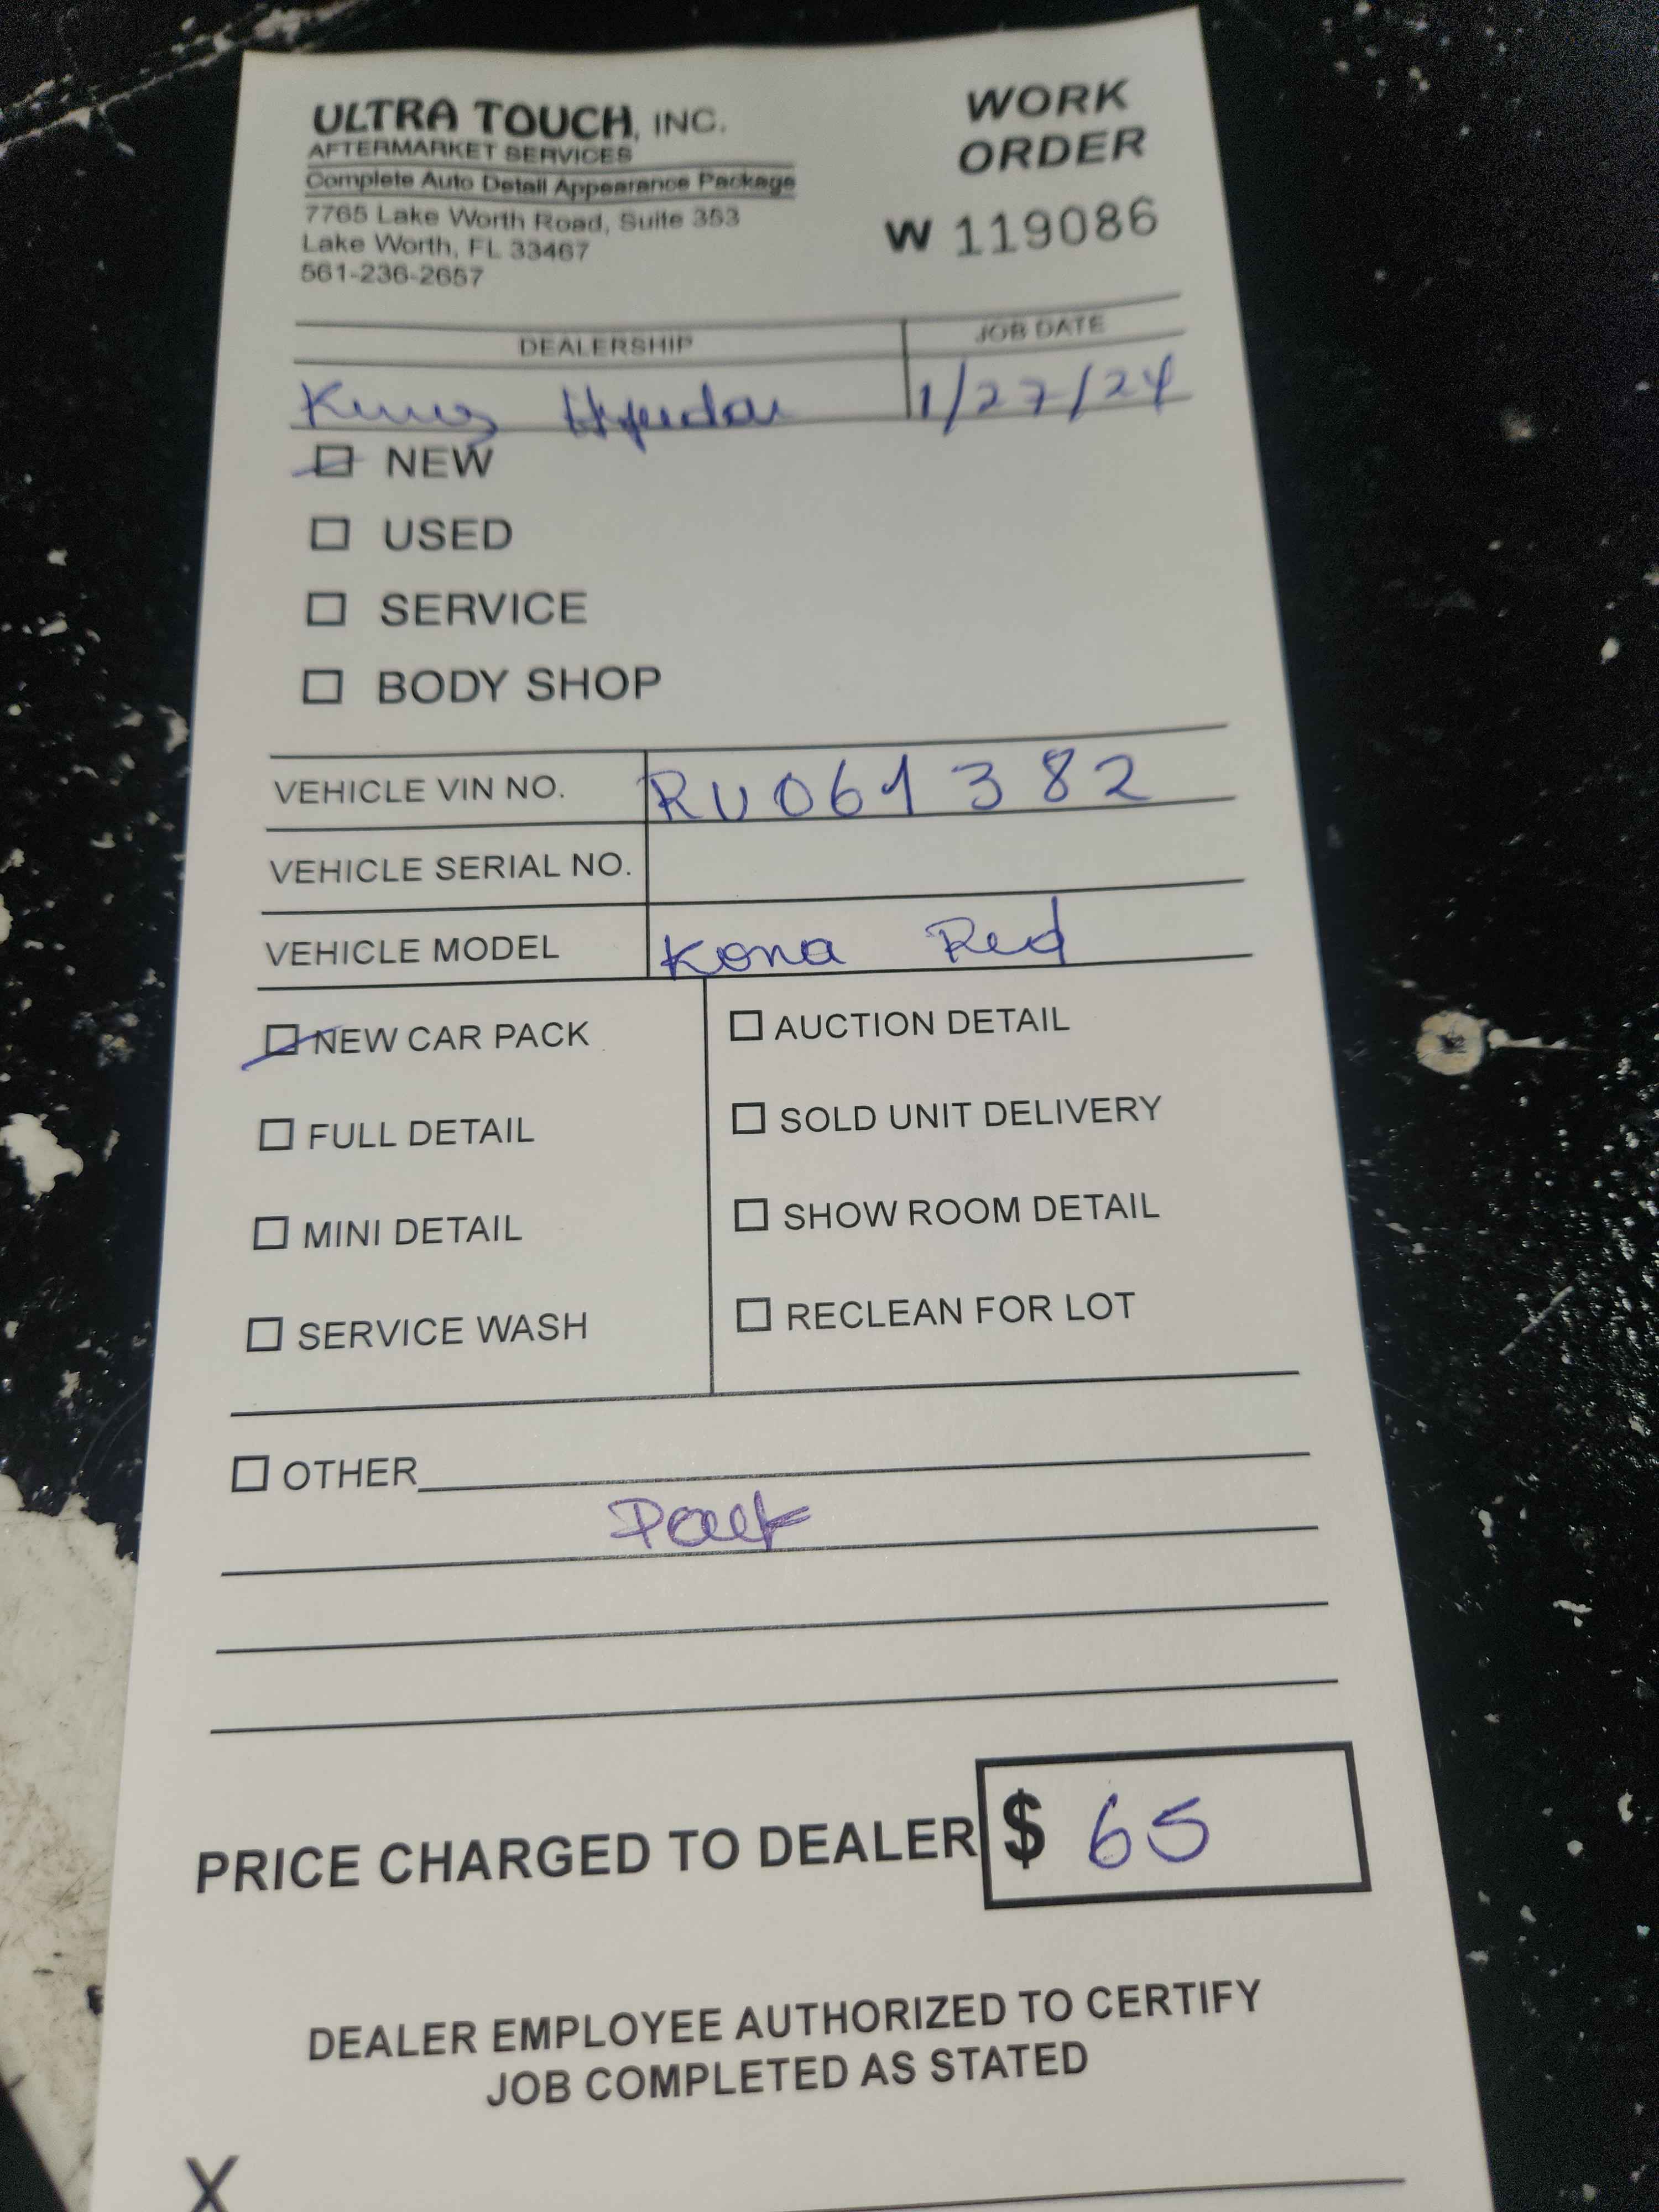 ULTRA TOUCH, INC.
AFTERMARKET SERVICES
Complete Auto Detail Appearance Package
7765 Lake Worth Road, Suite 353
Lake Worth, FL 33467
561-236-2657
WORK
ORDER
W 119086
DEALERSHIP JOB DATE
1/27/24
NEW
USED
SERVICE
BODY SHOP
VEHICLE VIN NO. RU061382
VEHICLE SERIAL NO.
VEHICLE MODEL Kona Red
NEW CAR PACK
FULL DETAIL
MINI DETAIL
SERVICE WASH
AUCTION DETAIL
SOLD UNIT DELIVERY
SHOW ROOM DETAIL
RECLEAN FOR LOT
OTHER
PRICE CHARGED TO DEALER $ 65
DEALER EMPLOYEE AUTHORIZED TO CERTIFY
JOB COMPLETED AS STATED
X